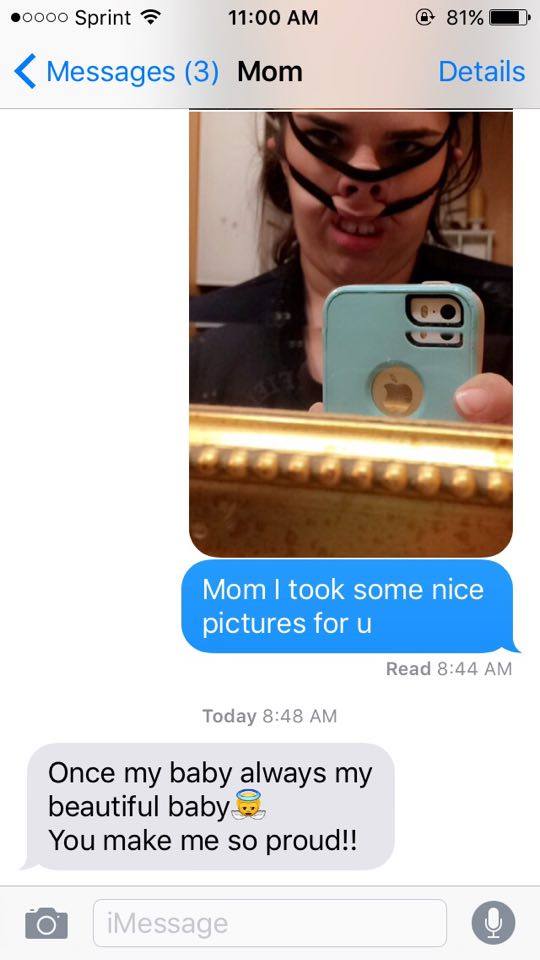 Sprint 11:00 AM 81%
Messages (3) Mom Details
Mom I took some nice
pictures for u
Read 8:44 AM
Today 8:48 AM
Once my baby always my
beautiful baby👼
You make me so proud!!
iMessage